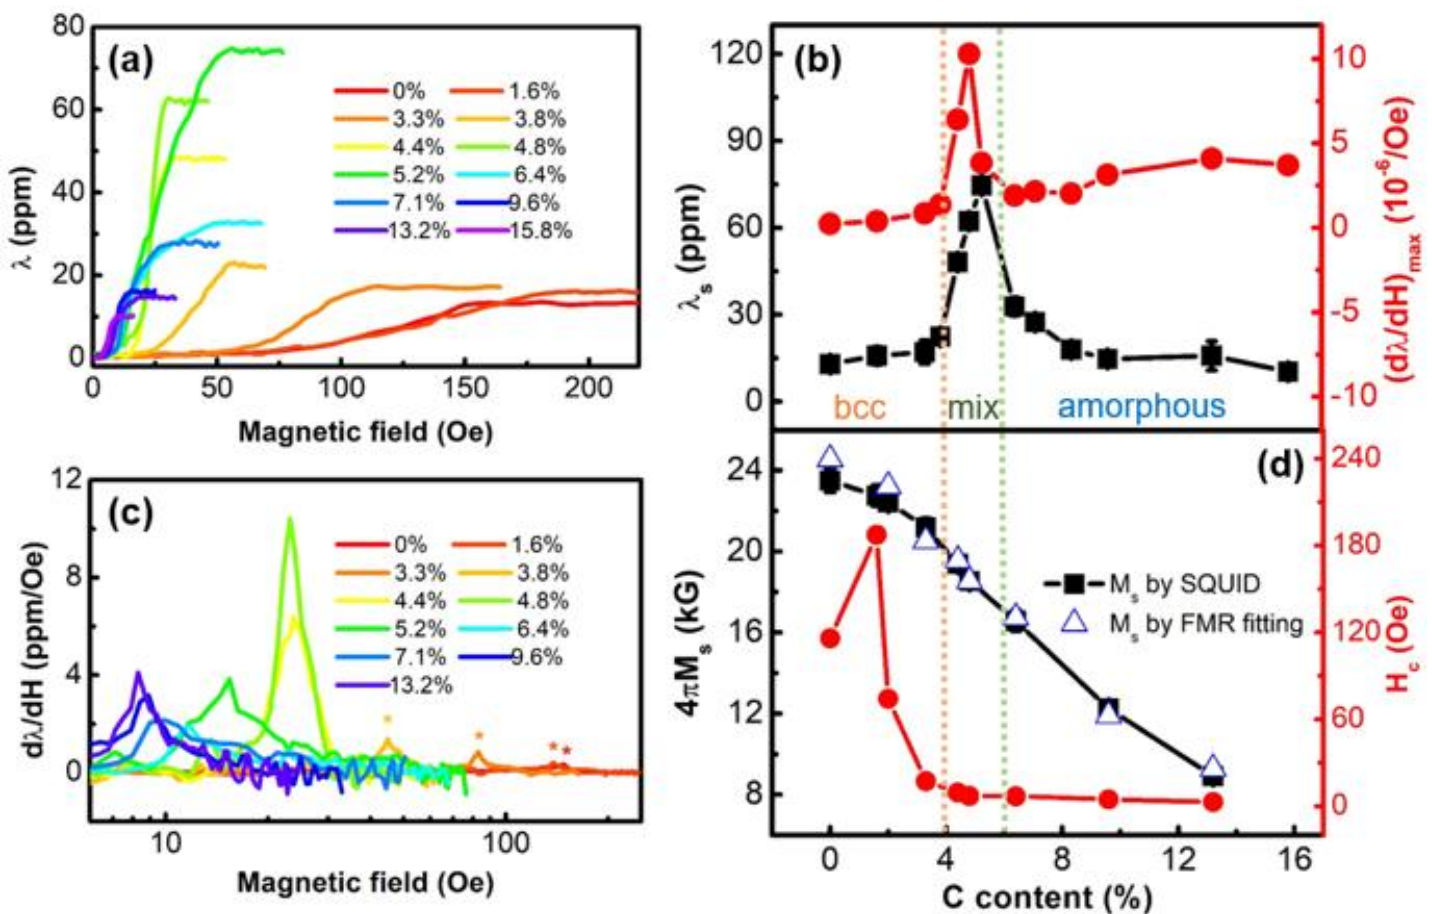 (a)
80
60
40
20
0
λ (ppm)
0% 1.6%
3.3% 3.8%
4.4% 4.8%
5.2% 6.4%
7.1% 9.6%
13.2% 15.8%
0 50 100 150 200
Magnetic field (Oe)
(b)
120
90
60
30
0
λs (ppm)
10
5
0
-5
-10
(dλ/dH)max (10-6/Oe)
bcc mix amorphous
(c)
12
8
4
0
dλ/dH (ppm/Oe)
0% 1.6%
3.3% 3.8%
4.4% 4.8%
5.2% 6.4%
7.1% 9.6%
13.2%
* * * *
10 100
Magnetic field (Oe)
(d)
24
20
16
12
8
4πMs (kG)
Ms by SQUID
Ms by FMR fitting
240
180
120
60
0
Hc (Oe)
0 4 8 12 16
C content (%)